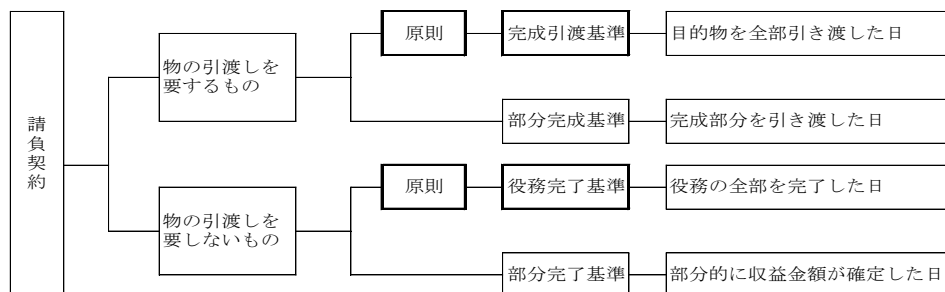 請負契約
物の引渡しを
要するもの
原則
完成引渡基準
目的物を全部引き渡した日
部分完成基準
完成部分を引き渡した日
物の引渡しを
要しないもの
原則
役務完了基準
役務の全部を完了した日
部分完了基準
部分的に収益金額が確定した日